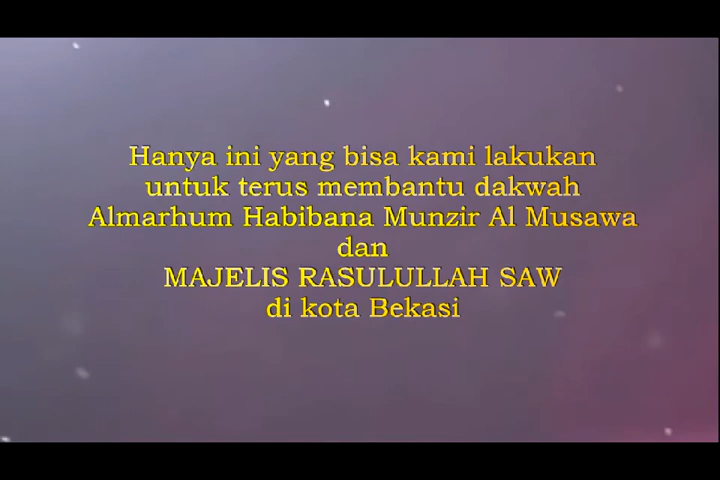 Hanya ini yang bisa kami lakukan
untuk terus membantu dakwah
Almarhum Habibana Munzir Al Musawa
dan
MAJELIS RASULULLAH SAW
di kota Bekasi